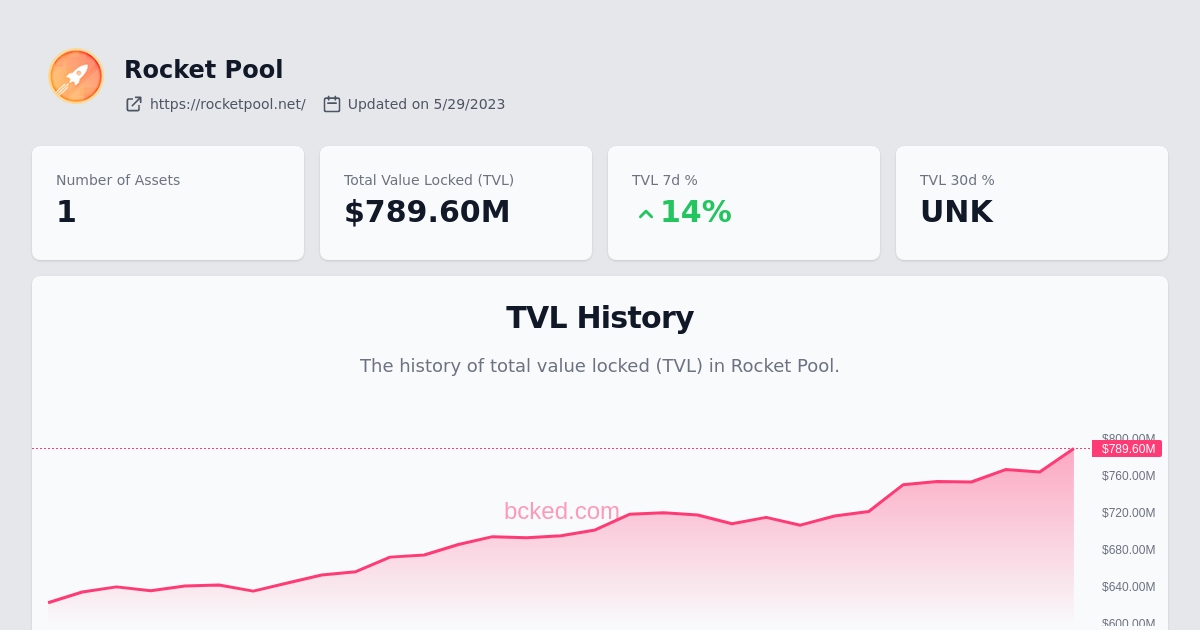 Rocket Pool
https://rocketpool.net/ Updated on 5/29/2023
Number of Assets
1
Total Value Locked (TVL)
$789.60M
TVL 7d %
14%
TVL 30d %
UNK
TVL History
The history of total value locked (TVL) in Rocket Pool.
$800.00M
$789.60M
$760.00M
bcked.com
$720.00M
$680.00M
$640.00M
$600.00M